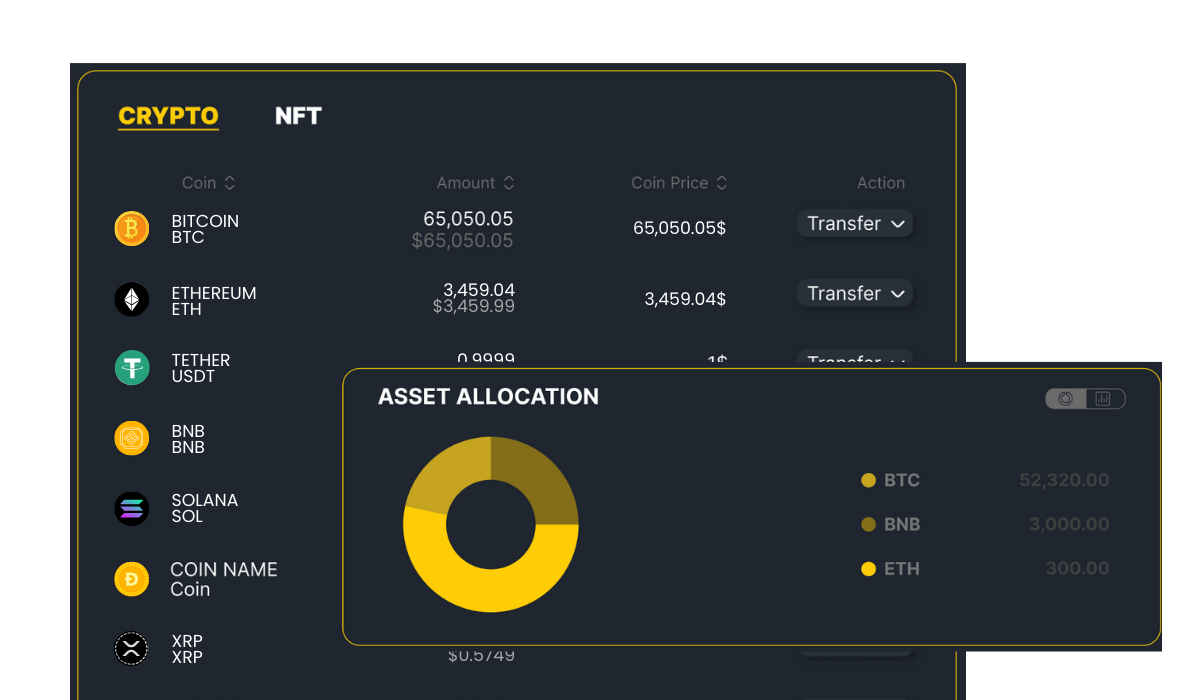 CRYPTO NFT
Coin Amount Coin Price Action
BITCOIN 65,050.05 65,050.05$ Transfer
BTC $65,050.05
ETHEREUM 3,459.04 3,459.04$ Transfer
ETH $3,459.99
TETHER 0.9999 1$ Transfer
USDT
BNB
BNB
SOLANA
SOL
COIN NAME
Coin
XRP
XRP $0.5749
ASSET ALLOCATION
BTC 52,320.00
BNB 3,000.00
ETH 300.00